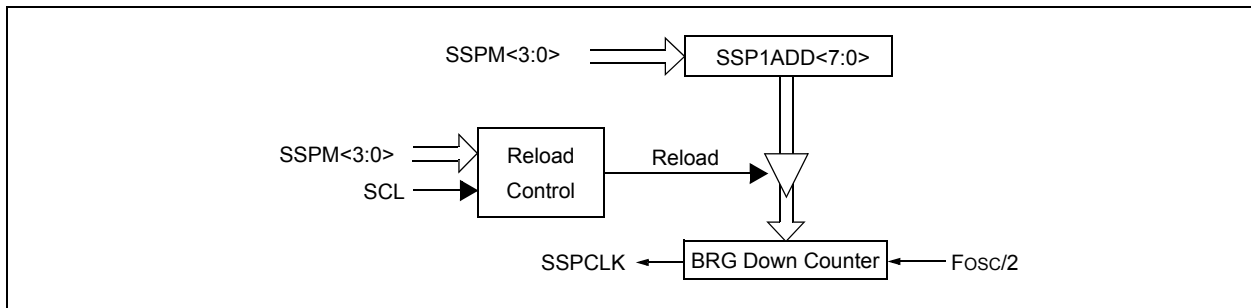 SSPM<3:0>
SSP1ADD<7:0>
SSPM<3:0>
SCL
Reload
Control
Reload
SSPCLK
BRG Down Counter
FOSC/2